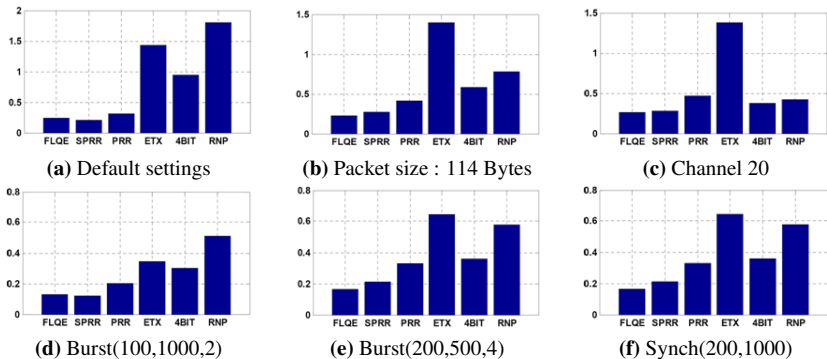 2
1.5
1
0.5
0
FLQE SPRR PRR ETX 4BIT RNP
(a) Default settings
1.5
1
0.5
0
FLQE SPRR PRR ETX 4BIT RNP
(b) Packet size : 114 Bytes
1.5
1
0.5
0
FLQE SPRR PRR ETX 4BIT RNP
(c) Channel 20
0.8
0.6
0.4
0.2
0
FLQE SPRR PRR ETX 4BIT RNP
(d) Burst(100,1000,2)
0.8
0.6
0.4
0.2
0
FLQE SPRR PRR ETX 4BIT RNP
(e) Burst(200,500,4)
0.8
0.6
0.4
0.2
0
FLQE SPRR PRR ETX 4BIT RNP
(f) Synch(200,1000)